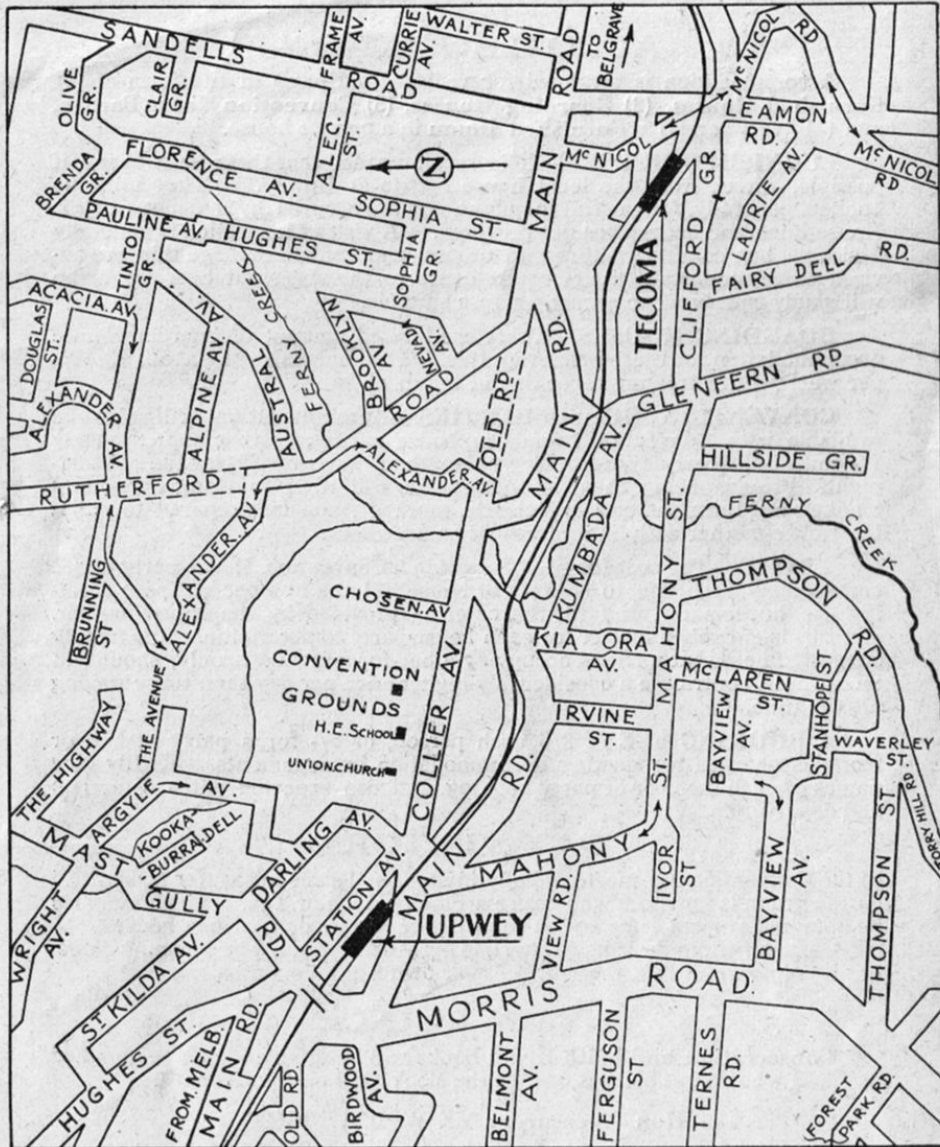 SANDELLS
ROAD
FRAME
AV.
CURRIE
AV.
WALTER ST.
ROAD
TO
BELGRAVE
McNICOL RD
OLIVE
GR.
CLAIR
GR.
LEAMON
RD.
McNICOL
McNICOL
RD.
ALEC
ST.
N
BRENDA
GR.
FLORENCE AV.
LAURITE AV.
SOPHIA ST.
MAIN
RD.
PAULINE AV.
HUGHES ST.
SOPHIA
GR.
TECOMA
CLIFFORD GR
FAIRY DELL RD.
TINTO
GR.
ACACIA AV.
DOUGLAS
ST.
ALPINE AV.
AUSTRAL
AV.
FERN
CREST
BROOKLYN
AV.
NEVADA
AV.
ROAD
OLD RD.
GLENFERN RD
ALEXANDER
AV
ALEXANDER AV.
MAIN
HILLSIDE GR.
RUTHERFORD
FERNY
CREEK
ALEXANDER AV.
KUMBADA
AV.
MAHONY ST.
THOMPSON
RD.
BRUNNING
ST.
CHOSEN AV
KIA ORA
AV.
CONVENTION
GROUNDS
H.E. SCHOOL
UNION CHURCH
COLLIER AV.
McLAREN
ST.
IRVINE
ST.
BAYVIEW
AV.
STANHOPE
ST
WAVERLEY
ST.
THE HIGHWAY
THE AVENUE
ARGYLE
AV
RD.
TORRY HILL RD
MAST
GULLY
RD.
KOOKA-
BURRA DELL
DARLING AV.
STATION AV.
MAIN
MAHONY
ST
IVOR
ST
BAYVIEW
AV.
THOMPSON
ST
WRIGHT
AV.
UPWEY
VIEW RD.
ST KILDA AV.
MORRIS
ROAD.
HUGHES ST.
FROM MELB.
MAIN RD.
OLD RD.
BIRDWOOD
AV.
BELMONT
AV.
FERGUSON
ST
TERNES
RD.
FOREST
PARK RD.